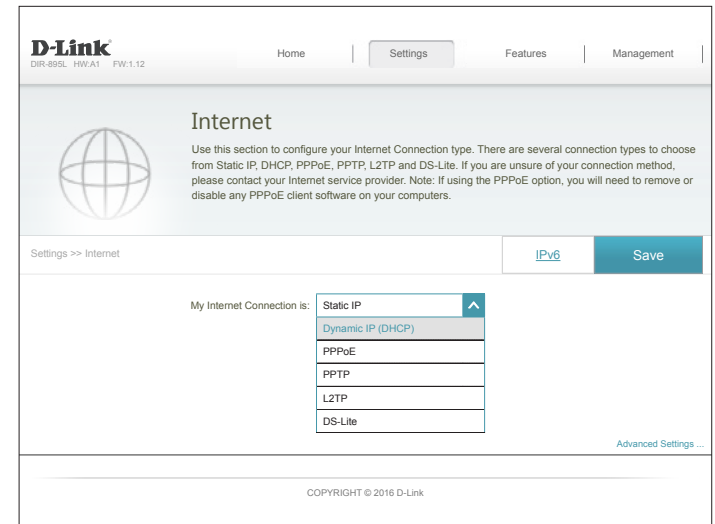 D-Link
DIR-895L HW:A1 FW:1.12
Home
Settings
Features
Management
Internet
Use this section to configure your Internet Connection type. There are several connection types to choose
from Static IP, DHCP, PPPoE, PPTP, L2TP and DS-Lite. If you are unsure of your connection method,
please contact your Internet service provider. Note: If using the PPPoE option, you will need to remove or
disable any PPPoE client software on your computers.
Settings >> Internet
IPv6
Save
My Internet Connection is:
Static IP
Dynamic IP (DHCP)
PPPoE
PPTP
L2TP
DS-Lite
Advanced Settings ...
COPYRIGHT © 2016 D-Link